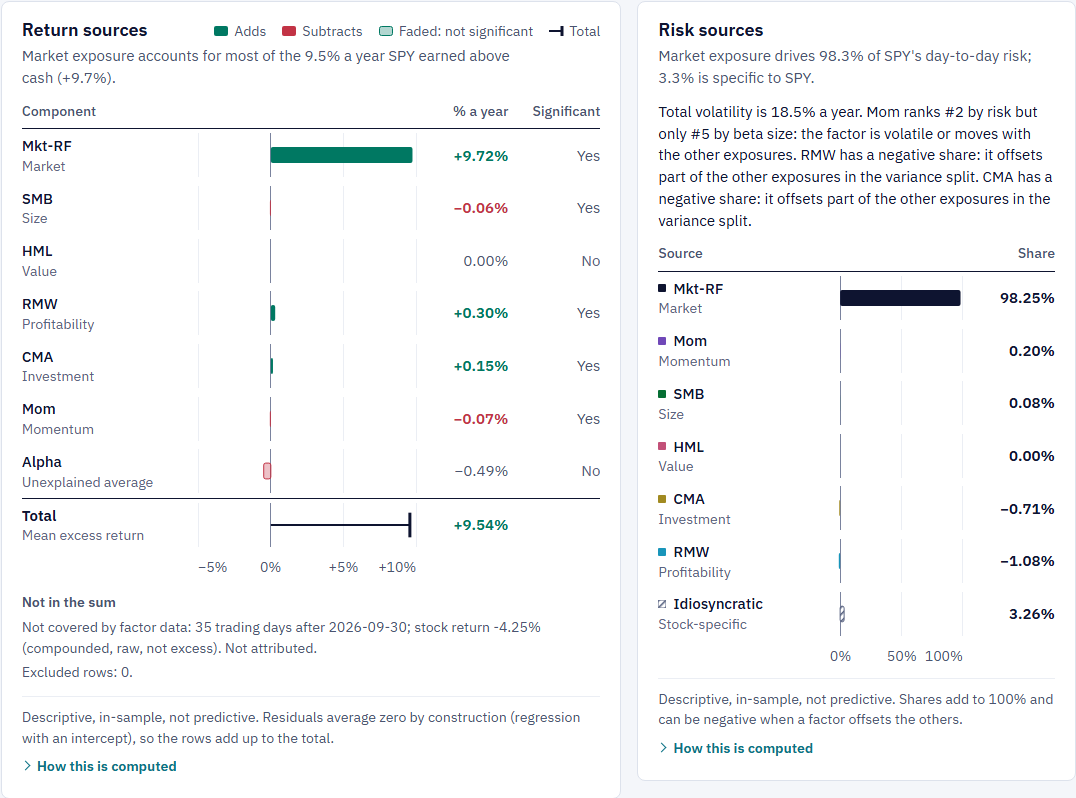 Return sources
Adds Subtracts Faded: not significant Total
Market exposure accounts for most of the 9.5% a year SPY earned above
cash (+9.7%).
Component % a year Significant
Mkt-RF
Market
+9.72% Yes
SMB
Size
−0.06% Yes
HML
Value
0.00% No
RMW
Profitability
+0.30% Yes
CMA
Investment
+0.15% Yes
Mom
Momentum
−0.07% Yes
Alpha
Unexplained average
−0.49% No
Total
Mean excess return
+9.54%
−5% 0% +5% +10%
Not in the sum
Not covered by factor data: 35 trading days after 2026-09-30; stock return -4.25%
(compounded, raw, not excess). Not attributed.
Excluded rows: 0.
Descriptive, in-sample, not predictive. Residuals average zero by construction (regression
with an intercept), so the rows add up to the total.
How this is computed
Risk sources
Market exposure drives 98.3% of SPY's day-to-day risk;
3.3% is specific to SPY.
Total volatility is 18.5% a year. Mom ranks #2 by risk but
only #5 by beta size: the factor is volatile or moves with
the other exposures. RMW has a negative share: it offsets
part of the other exposures in the variance split. CMA has a
negative share: it offsets part of the other exposures in the
variance split.
Source Share
Mkt-RF
Market
98.25%
Mom
Momentum
0.20%
SMB
Size
0.08%
HML
Value
0.00%
CMA
Investment
−0.71%
RMW
Profitability
−1.08%
Idiosyncratic
Stock-specific
3.26%
0% 50% 100%
Descriptive, in-sample, not predictive. Shares add to 100% and
can be negative when a factor offsets the others.
How this is computed